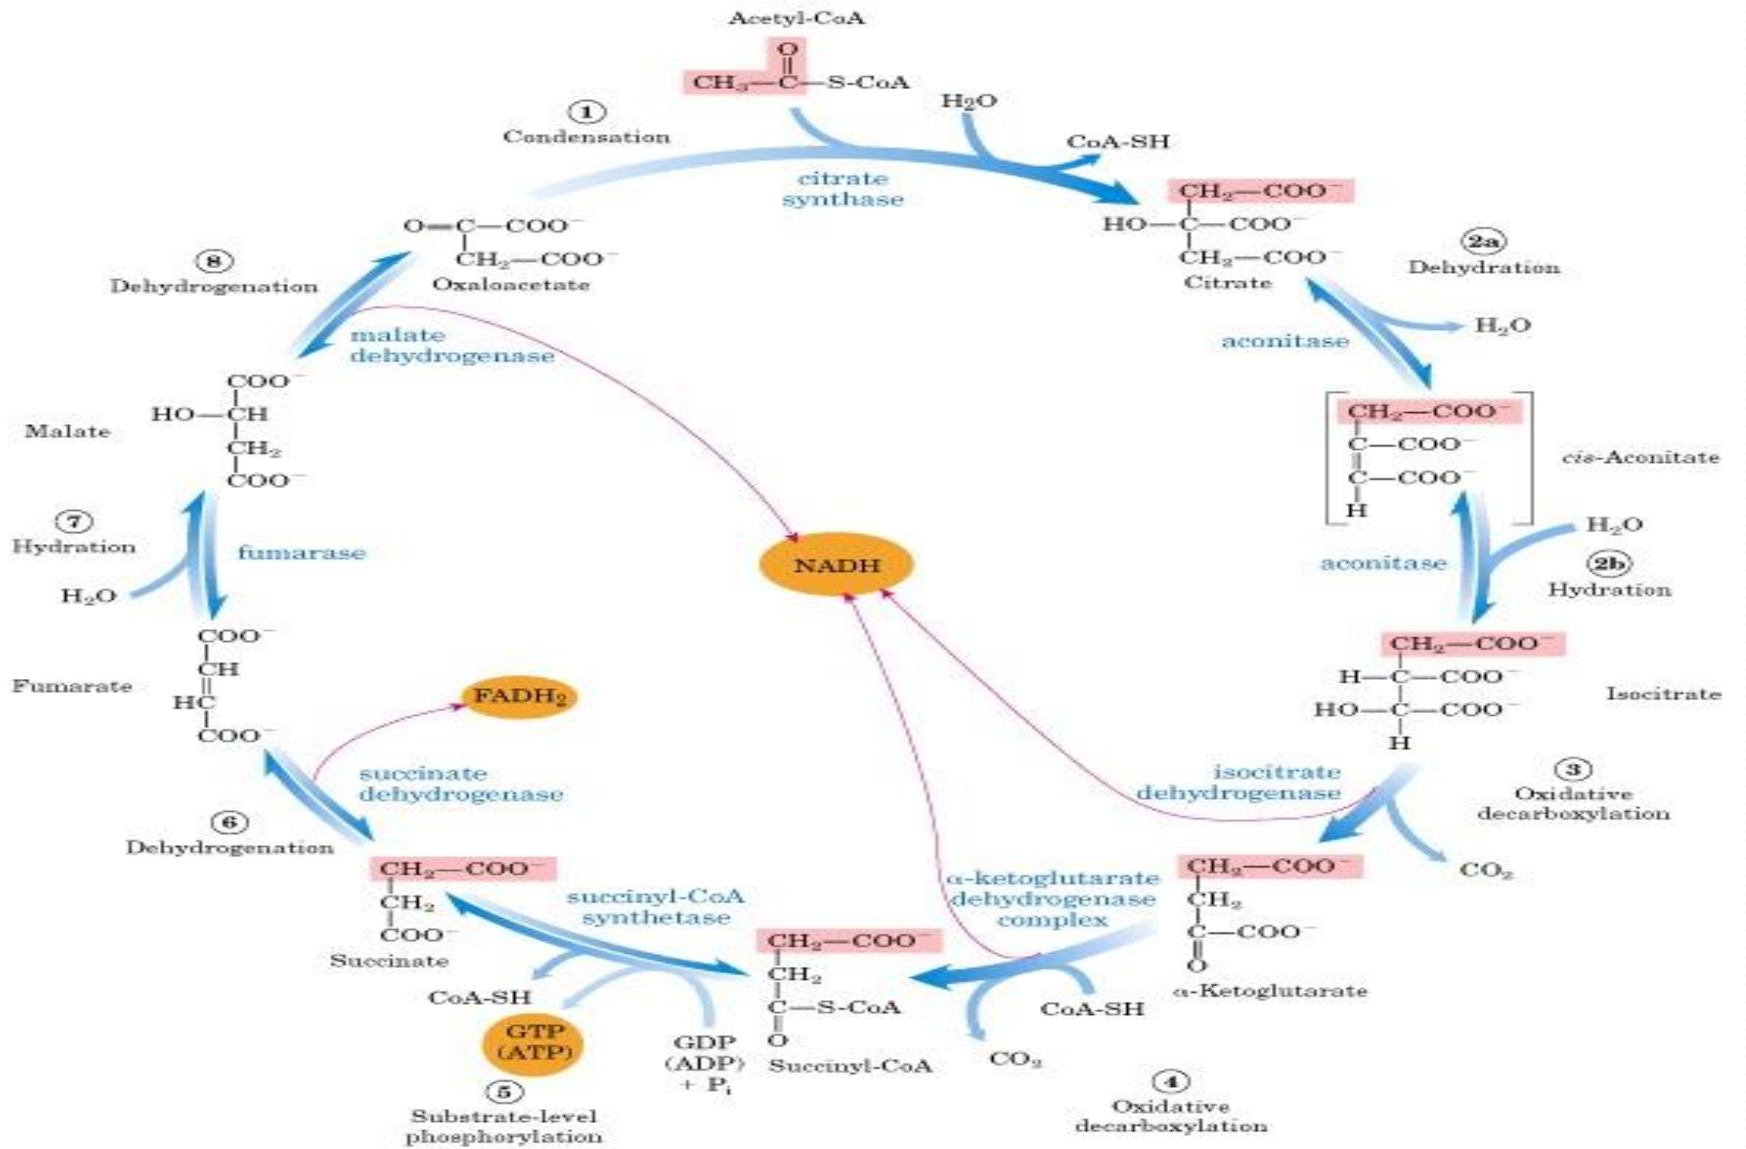 Acetyl-CoA
O
CH₃—C—S-CoA
H₂O
CoA-SH
1
Condensation
citrate
synthase
CH₂—COO⁻
HO—C—COO⁻
CH₂—COO⁻
Citrate
2a
Dehydration
H₂O
aconitase
CH₂—COO⁻
C—COO⁻
C—COO⁻
H
cis-Aconitate
H₂O
aconitase
2b
Hydration
CH₂—COO⁻
H—C—COO⁻
HO—C—COO⁻
H
Isocitrate
isocitrate
dehydrogenase
3
Oxidative
decarboxylation
CO₂
CH₂—COO⁻
CH₂
C—COO⁻
O
α-Ketoglutarate
α-ketoglutarate
dehydrogenase
complex
CoA-SH
CO₂
4
Oxidative
decarboxylation
CH₂—COO⁻
CH₂
C—S-CoA
O
Succinyl-CoA
succinyl-CoA
synthetase
GDP
(ADP)
+ Pᵢ
CoA-SH
GTP
(ATP)
5
Substrate-level
phosphorylation
CH₂—COO⁻
CH₂
COO⁻
Succinate
6
Dehydrogenation
succinate
dehydrogenase
FADH₂
COO⁻
CH
HC
COO⁻
Fumarate
7
Hydration
H₂O
fumarase
COO⁻
HO—CH
CH₂
COO⁻
Malate
8
Dehydrogenation
malate
dehydrogenase
O=C—COO⁻
CH₂—COO⁻
Oxaloacetate
NADH